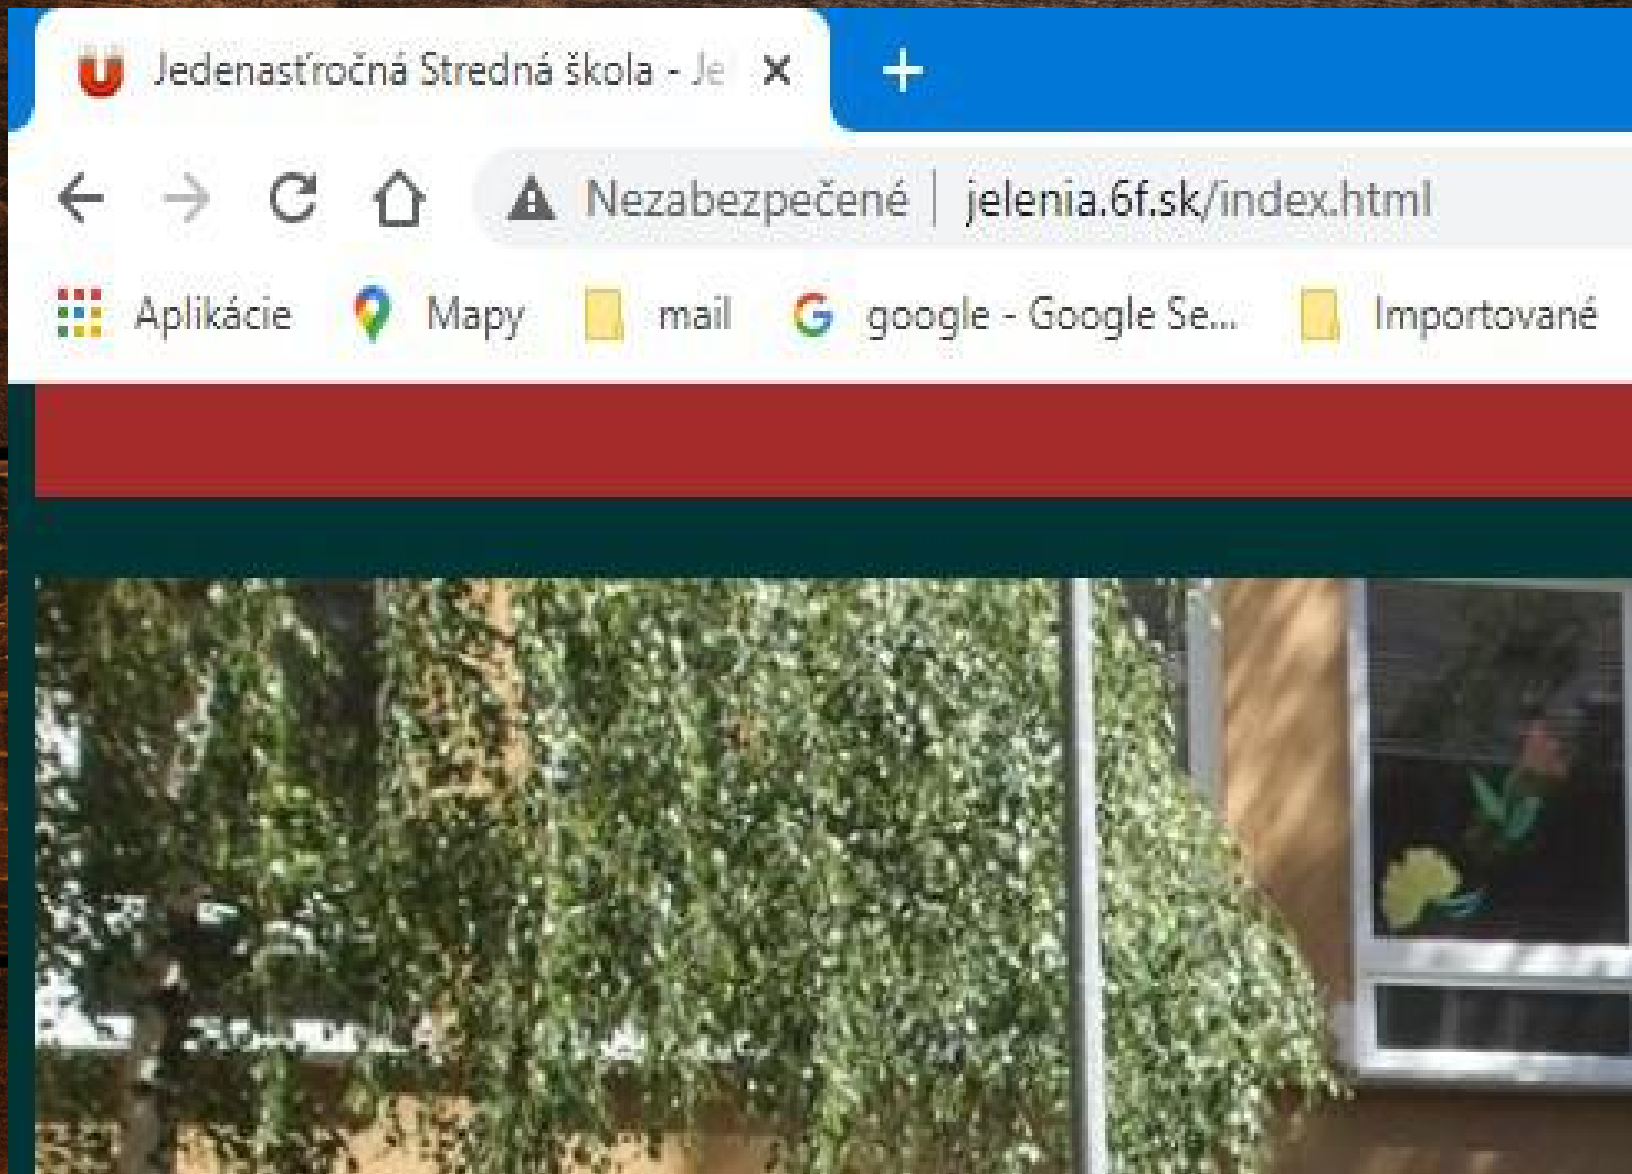 Jedenasťročná Stredná škola - Je
Nezabezpečené | jelenia.6f.sk/index.html
Aplikácie Mapy mail google - Google Se... Importované